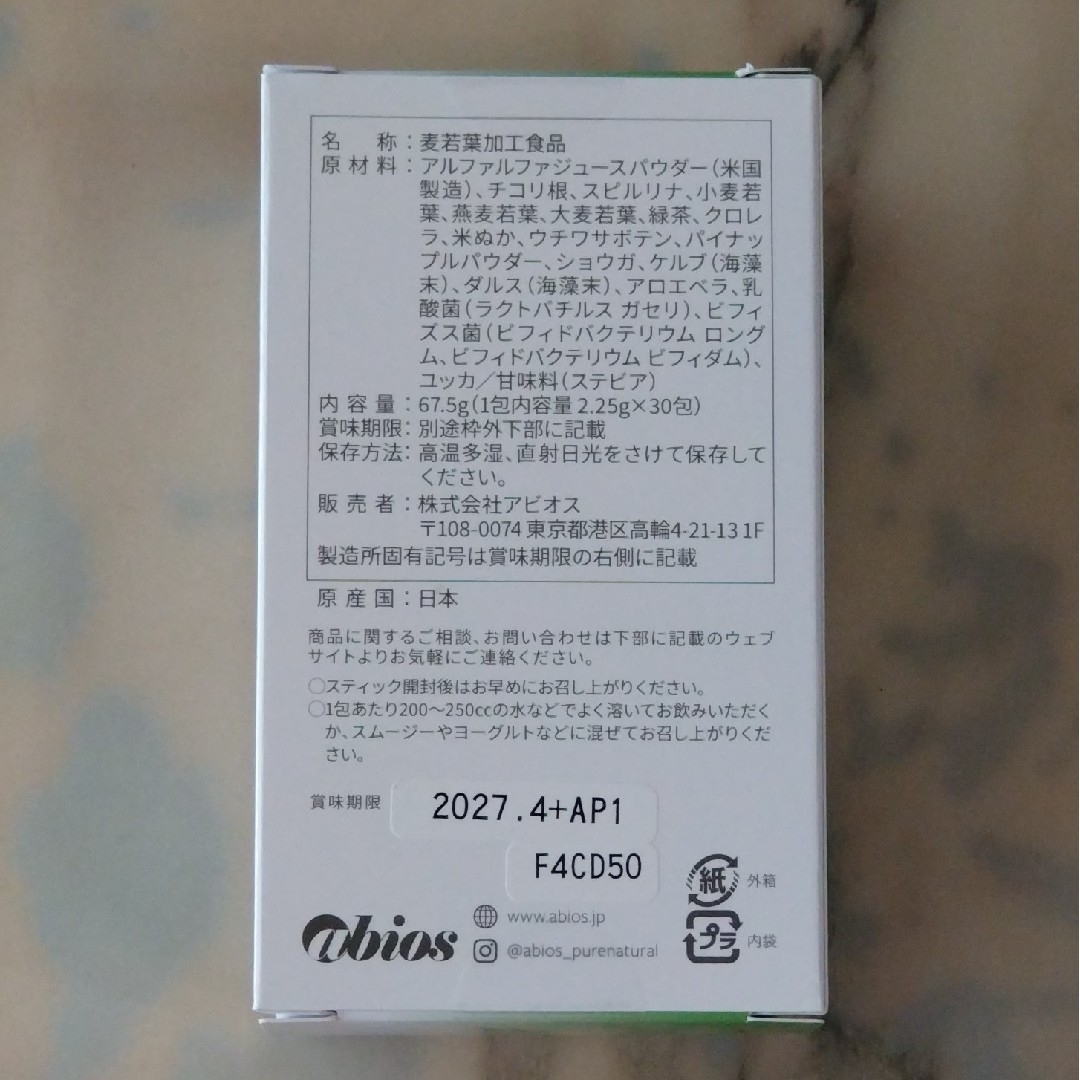 名称：麦若葉加工食品
原材料：アルファルファジュースパウダー（米国
製造）、チコリ根、スピルリナ、小麦若
葉、燕麦若葉、大麦若葉、緑茶、クロレ
ラ、米ぬか、ウチワサボテン、パイナッ
プルパウダー、ショウガ、ケルプ（海藻
末）、ダルス（海藻末）、アロエベラ、乳
酸菌（ラクトバチルス ガセリ）、ビフィ
ズス菌（ビフィドバクテリウム ロング
ム、ビフィドバクテリウム ビフィダム）、
ユッカ／甘味料（ステビア）
内容量：67.5g（1包内容量 2.25g×30包）
賞味期限：別途枠外下部に記載
保存方法：高温多湿、直射日光をさけて保存して
ください。
販売者：株式会社アビオス
〒108-0074 東京都港区高輪4-21-13 1F
製造所固有記号は賞味期限の右側に記載
原産国：日本
商品に関するご相談、お問い合わせは下部に記載のウェブ
サイトよりお気軽にご連絡ください。
○スティック開封後はお早めにお召し上がりください。
○1包あたり200〜250ccの水などでよく溶いてお飲みいただく
か、スムージーやヨーグルトなどに混ぜてお召し上がりくだ
さい。
賞味期限 2027.4+AP1
F4CD50
紙 外箱
プラ 内袋
abios
www.abios.jp
@abios_purenatural